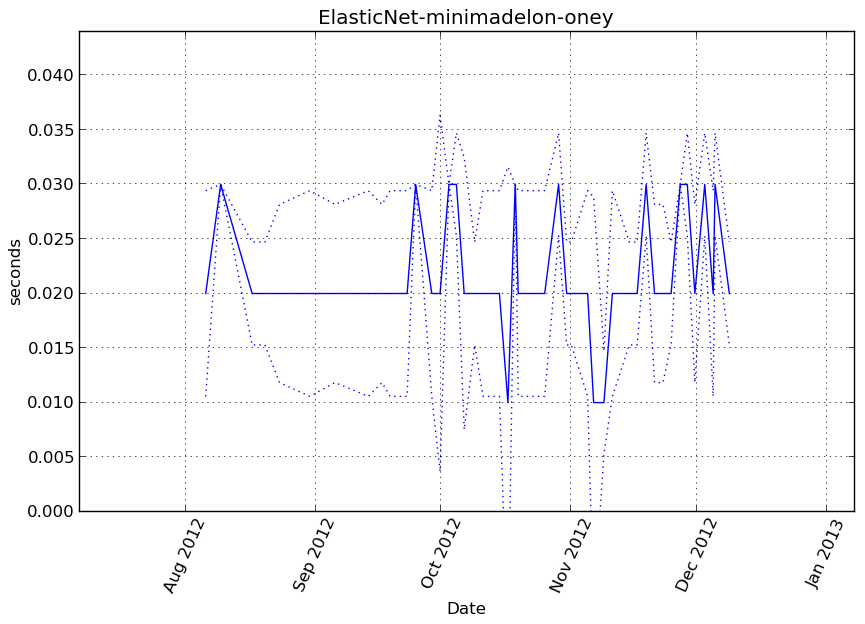 ElasticNet-minimadelon-oney
0.040
0.035
0.030
0.025
0.020
0.015
0.010
0.005
0.000
seconds
Aug 2012
Sep 2012
Oct 2012
Nov 2012
Dec 2012
Jan 2013
Date